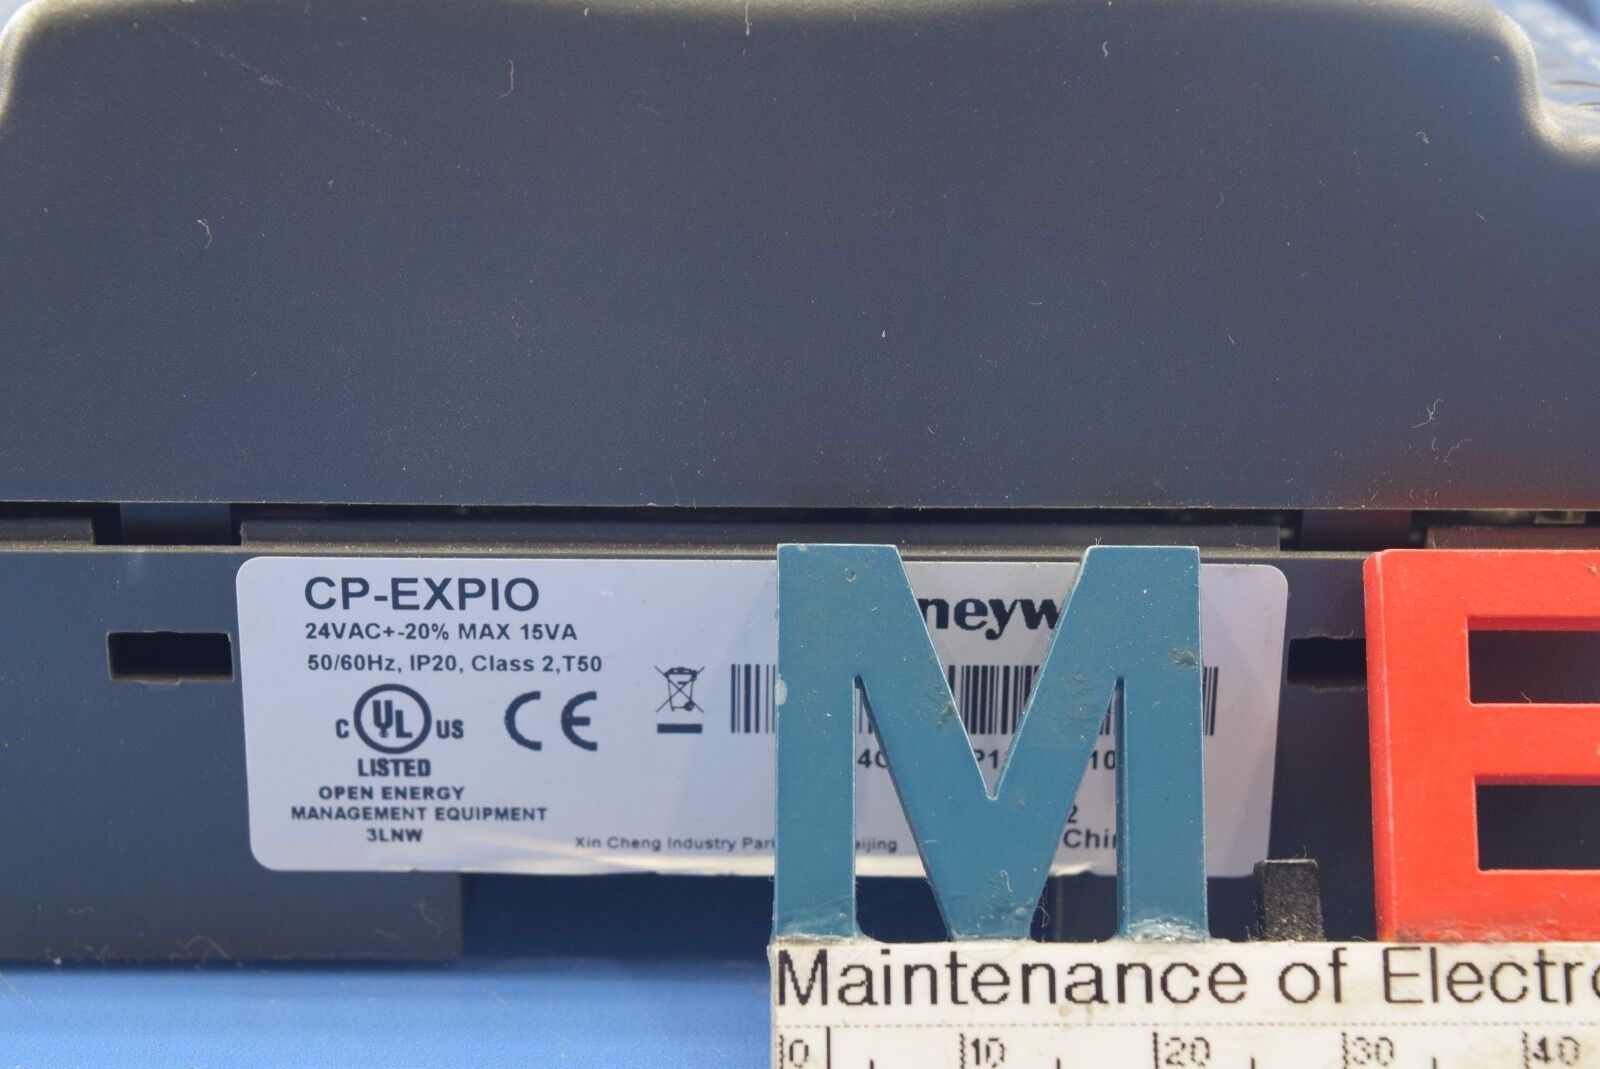 CP-EXPIO
24VAC+-20% MAX 15VA
50/60Hz, IP20, Class 2,T50
C UL US
CE
LISTED
OPEN ENERGY
MANAGEMENT EQUIPMENT
3LNW
neyw
Xin Cheng Industry Par eijing
Chi
M.E
Maintenance of Electro
0 10 20 30 40